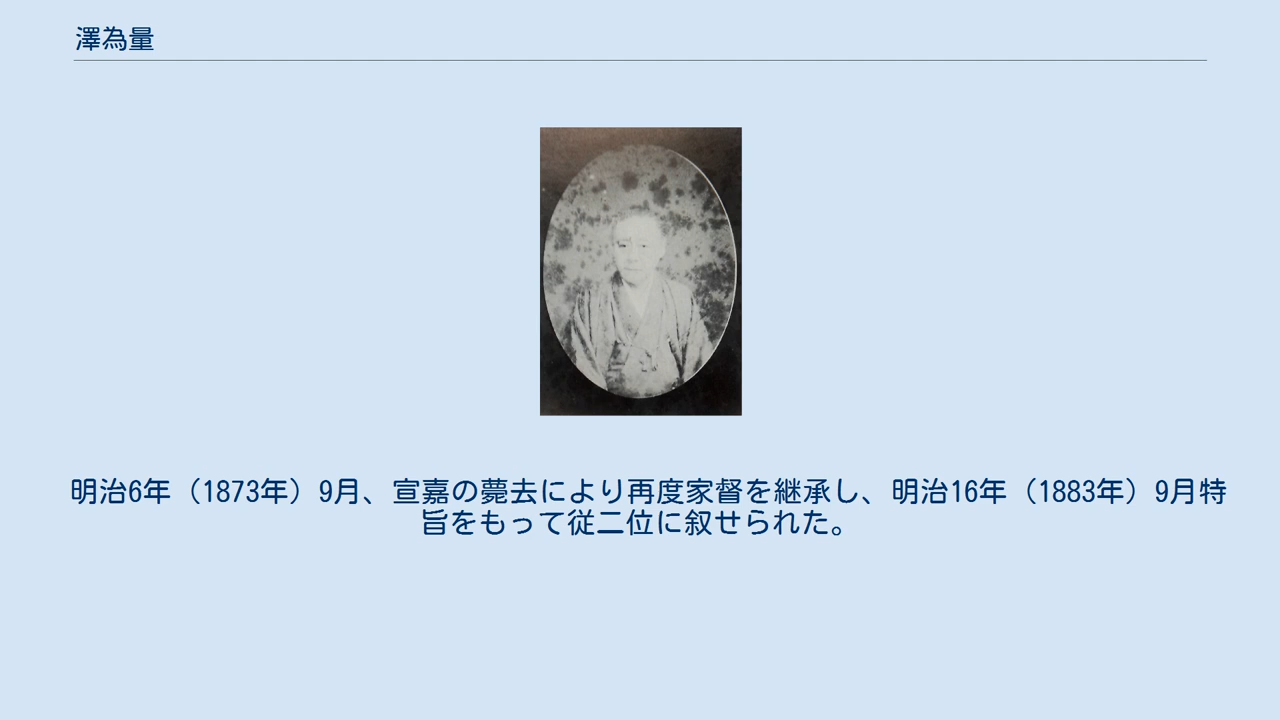 澤為量
明治6年（1873年）9月、宣嘉の薨去により再度家督を継承し、明治16年（1883年）9月特
旨をもって従二位に叙せられた。